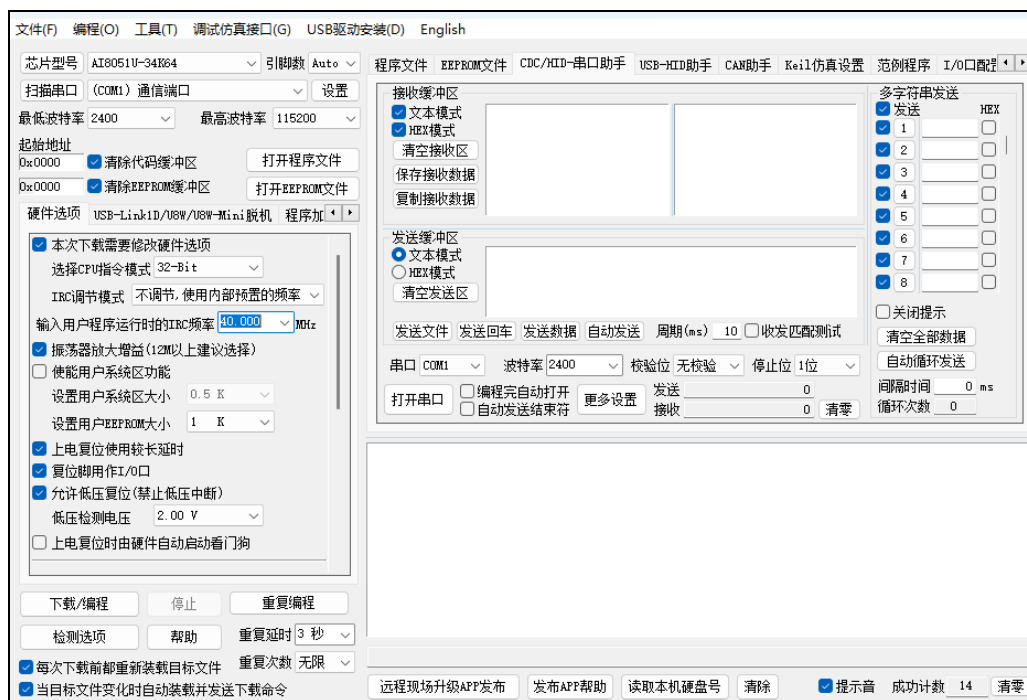 文件(F) 编程(O) 工具(T) 调试仿真接口(G) USB驱动安装(D) English
芯片型号 AI8051U-34K64 引脚数 Auto
扫描串口 (COM1) 通信端口 设置
最低波特率 2400 最高波特率 115200
起始地址
0x0000 清除代码缓冲区 打开程序文件
0x0000 清除EEPROM缓冲区 打开EEPROM文件
硬件选项 USB-Link1D/U8W/U8W-Mini脱机 程序加
本次下载需要修改硬件选项
选择CPU指令模式 32-Bit
IRC调节模式 不调节,使用内部预置的频率
输入用户程序运行时的IRC频率 40.000 MHz
振荡器放大增益(12M以上建议选择)
使能用户系统区功能
设置用户系统区大小 0.5 K
设置用户EEPROM大小 1 K
上电复位使用较长延时
复位脚用作I/O口
允许低压复位(禁止低压中断)
低压检测电压 2.00 V
上电复位时由硬件自动启动看门狗
下载/编程 停止 重复编程
检测选项 帮助 重复延时 3 秒
每次下载前都重新装载目标文件 重复次数 无限
当目标文件变化时自动装载并发送下载命令
程序文件 EEPROM文件 CDC/HID-串口助手 USB-HID助手 CAN助手 Keil仿真设置 范例程序 I/O口配
接收缓冲区
文本模式
HEX模式
清空接收区
保存接收数据
复制接收数据
发送缓冲区
文本模式
HEX模式
清空发送区
发送文件 发送回车 发送数据 自动发送 周期(ms) 10 收发匹配测试
串口 COM1 波特率 2400 校验位 无校验 停止位 1位
打开串口 编程完自动打开 更多设置 发送 0
自动发送结束符 接收 0 清零
多字符串发送
发送 HEX
1
2
3
4
5
6
7
8
关闭提示
清空全部数据
自动循环发送
间隔时间 0 ms
循环次数 0
远程现场升级APP发布 发布APP帮助 读取本机硬盘号 清除 提示音 成功计数 14 清零